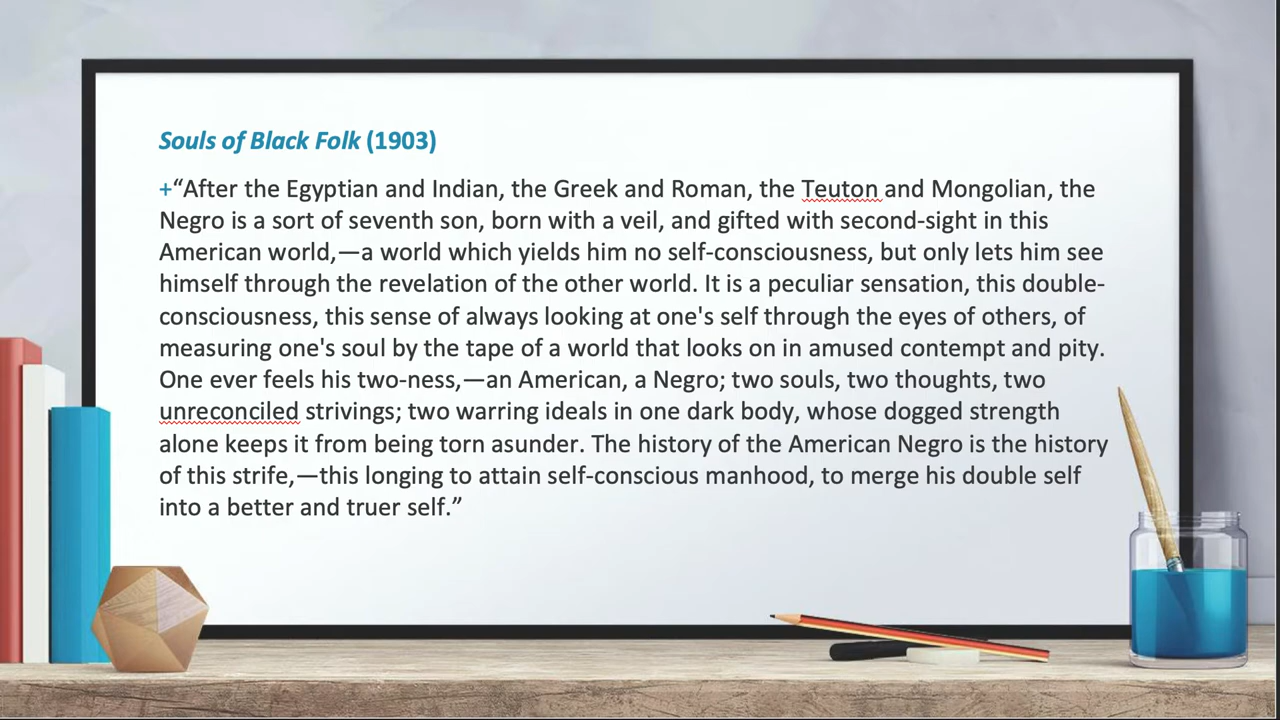 Souls of Black Folk (1903)
+“After the Egyptian and Indian, the Greek and Roman, the Teuton and Mongolian, the
Negro is a sort of seventh son, born with a veil, and gifted with second-sight in this
American world,—a world which yields him no self-consciousness, but only lets him see
himself through the revelation of the other world. It is a peculiar sensation, this double-
consciousness, this sense of always looking at one's self through the eyes of others, of
measuring one's soul by the tape of a world that looks on in amused contempt and pity.
One ever feels his two-ness,—an American, a Negro; two souls, two thoughts, two
unreconciled strivings; two warring ideals in one dark body, whose dogged strength
alone keeps it from being torn asunder. The history of the American Negro is the history
of this strife,—this longing to attain self-conscious manhood, to merge his double self
into a better and truer self.”